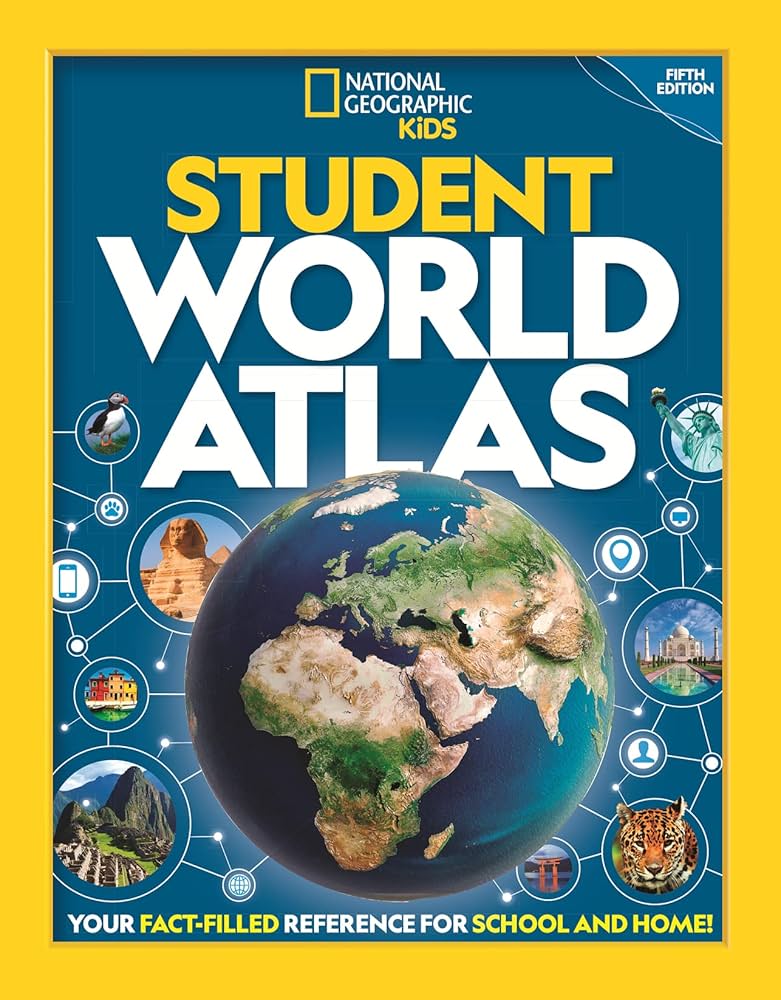 NATIONAL
GEOGRAPHIC
KiDS
FIFTH
EDITION
STUDENT
WORLD
ATLAS
YOUR FACT-FILLED REFERENCE FOR SCHOOL AND HOME!